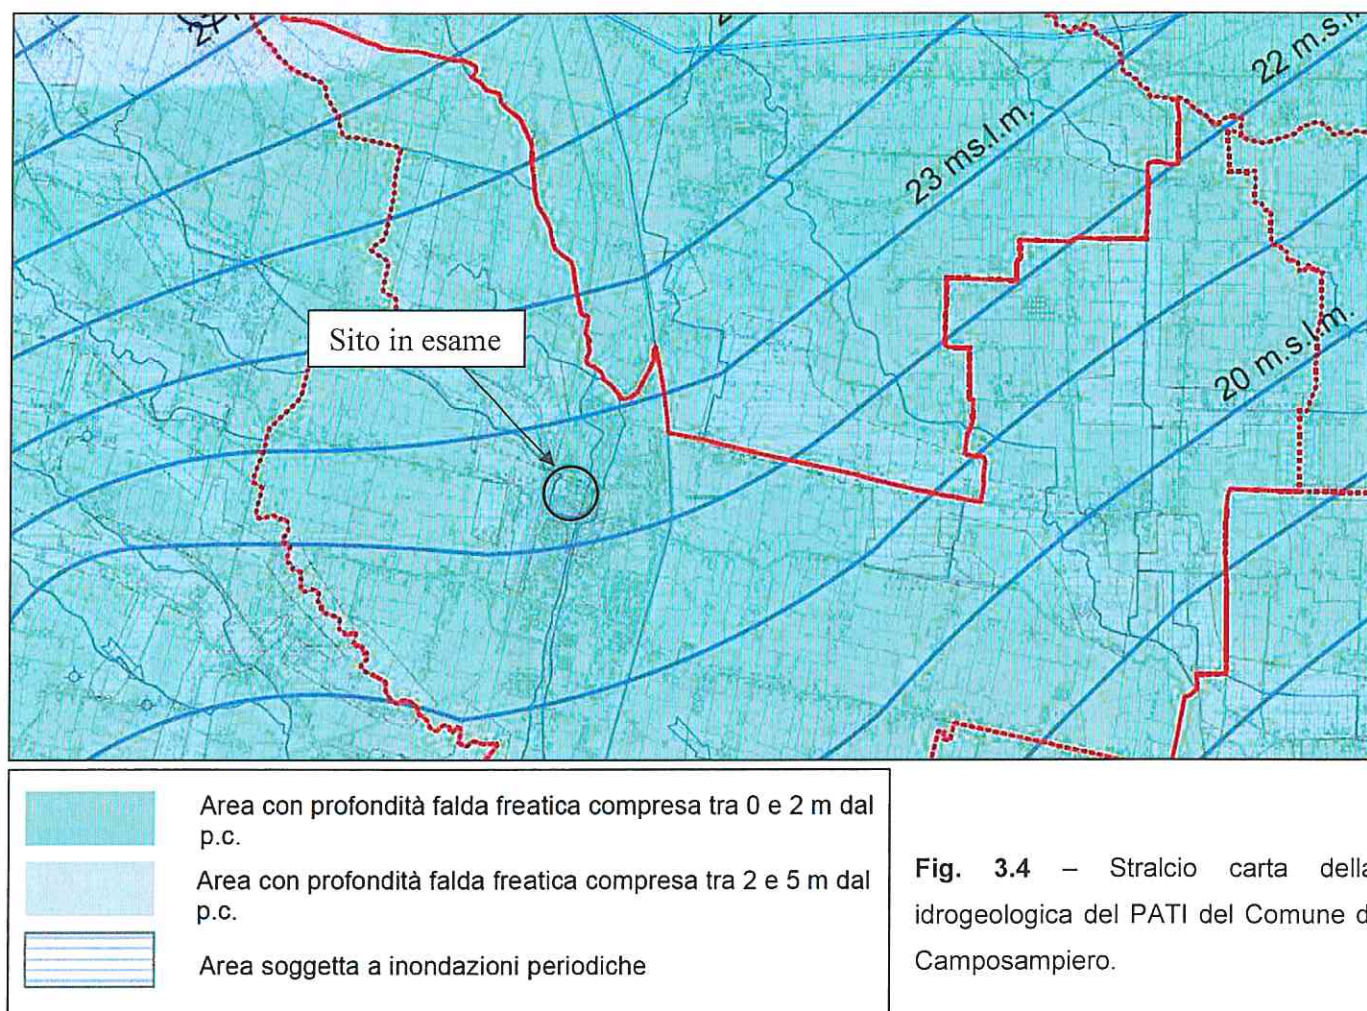 22 m.s.l.
23 ms.l.m.
20 m.s.l.m.
Sito in esame
Area con profondità falda freatica compresa tra 0 e 2 m dal
p.c.
Area con profondità falda freatica compresa tra 2 e 5 m dal
p.c.
Area soggetta a inondazioni periodiche
Fig. 3.4 – Stralcio carta della
idrogeologica del PATI del Comune d
Camposampiero.